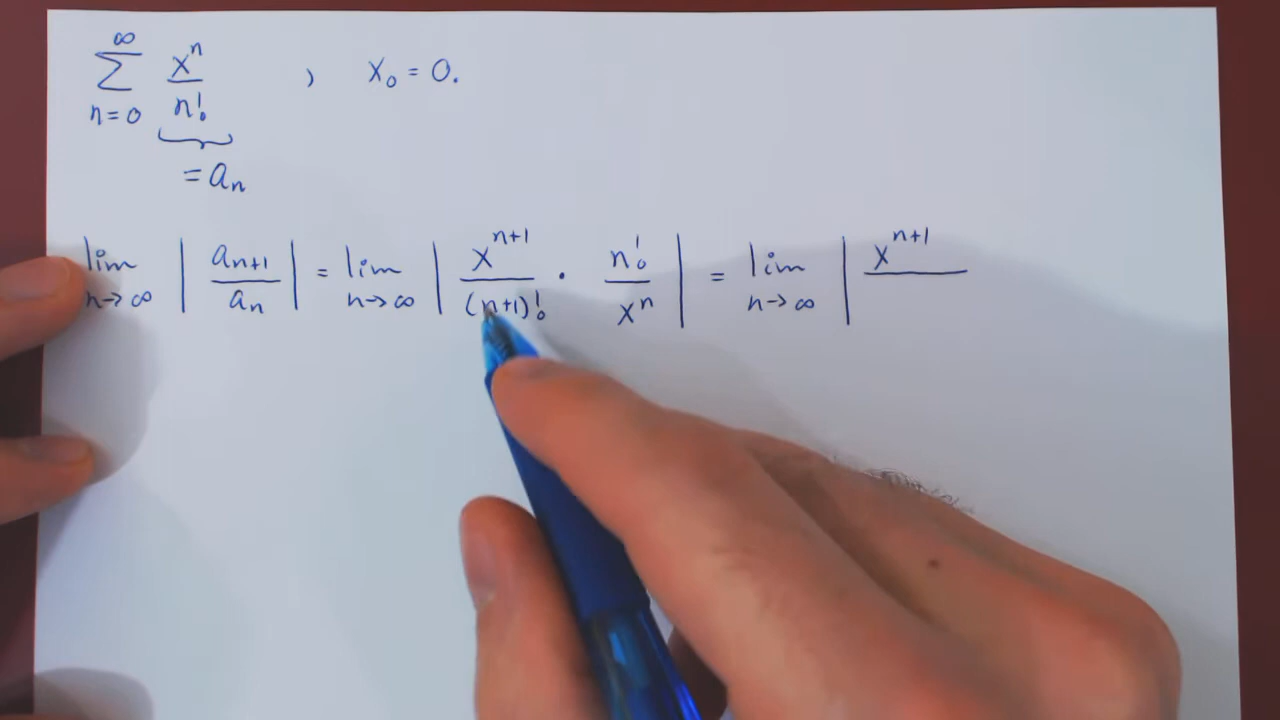 ∞
∑ xⁿ/n! , x₀ = 0.
n = 0
= aₙ
lim n→∞ | aₙ₊₁/aₙ | = lim n→∞ | xⁿ⁺¹/(n+1)! · n!/xⁿ | = lim n→∞ | xⁿ⁺¹